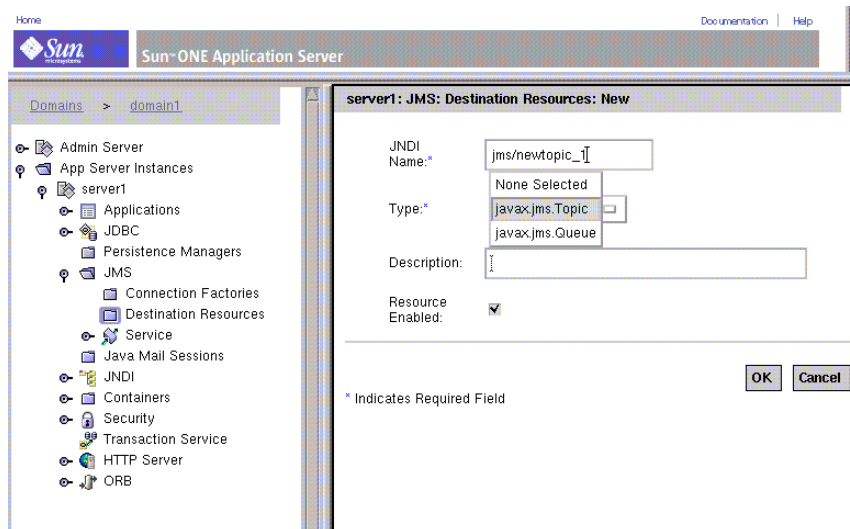 Home
Documentation | Help
Sun
microsystems
Sun™ ONE Application Server
Domains > domain1
Admin Server
App Server Instances
server1
Applications
JDBC
Persistence Managers
JMS
Connection Factories
Destination Resources
Service
Java Mail Sessions
JNDI
Containers
Security
Transaction Service
HTTP Server
ORB
server1: JMS: Destination Resources: New
JNDI
Name:*
jms/newtopic_1
None Selected
Type:*
javax.jms.Topic
javax.jms.Queue
Description:
Resource
Enabled:
OK
Cancel
* Indicates Required Field